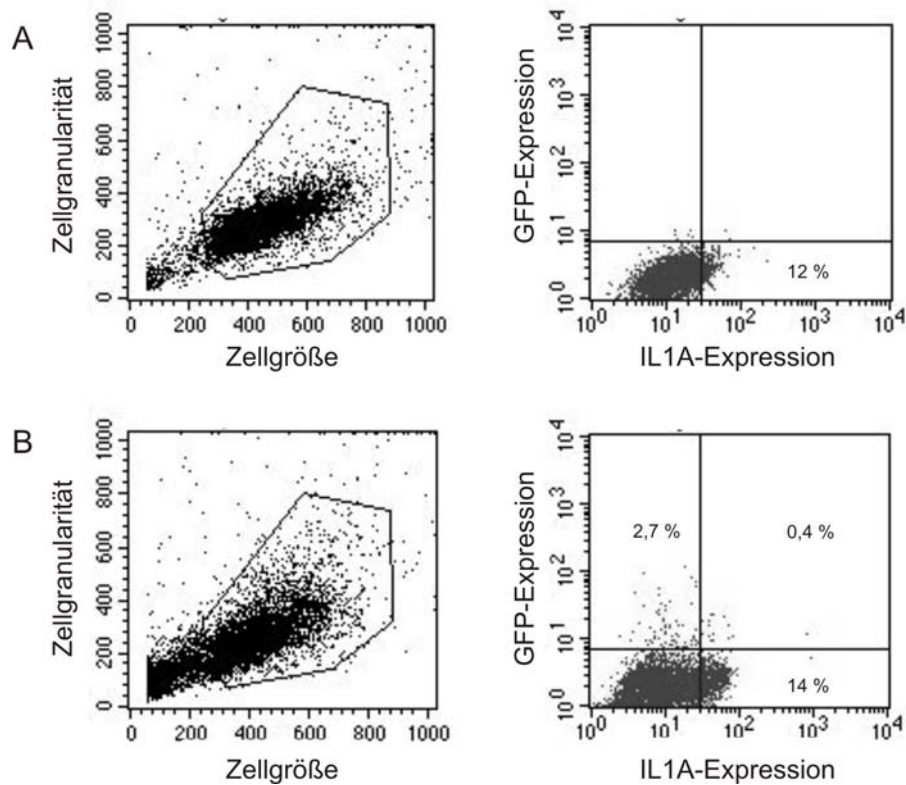 A
Zellgranularität
1000
800
600
400
200
0
0 200 400 600 800 1000
Zellgröße
GFP-Expression
10^4
10^3
10^2
10^1
10^0
12 %
10^0 10^1 10^2 10^3 10^4
IL1A-Expression
B
Zellgranularität
1000
800
600
400
200
0
0 200 400 600 800 1000
Zellgröße
GFP-Expression
10^4
10^3
10^2
10^1
10^0
2,7 % 0,4 %
14 %
10^0 10^1 10^2 10^3 10^4
IL1A-Expression